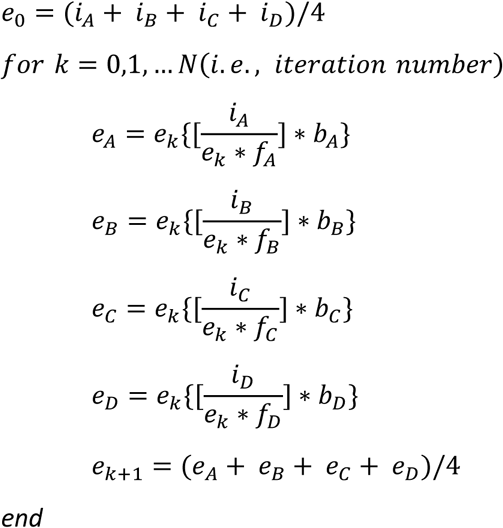 e₀ = (i_A + i_B + i_C + i_D)/4
for k = 0,1, … N(i. e., iteration number)
e_A = e_k{[i_A / e_k * f_A] * b_A}
e_B = e_k{[i_B / e_k * f_B] * b_B}
e_C = e_k{[i_C / e_k * f_C] * b_C}
e_D = e_k{[i_D / e_k * f_D] * b_D}
e_{k+1} = (e_A + e_B + e_C + e_D)/4
end